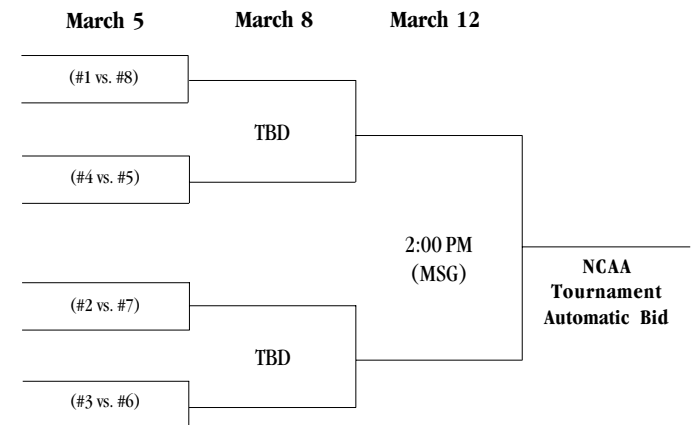 March 5 March 8 March 12
(#1 vs. #8)
TBD
(#4 vs. #5)
2:00 PM
(MSG)
NCAA
Tournament
Automatic Bid
(#2 vs. #7)
TBD
(#3 vs. #6)